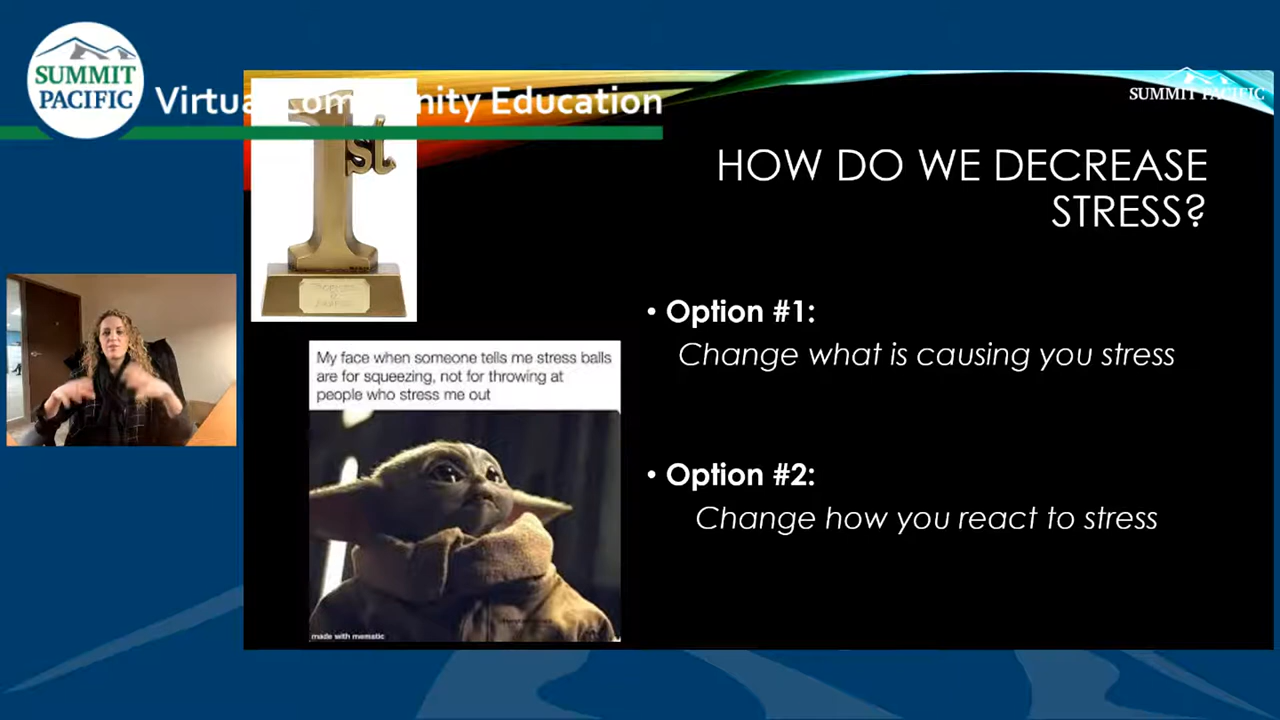 SUMMIT
PACIFIC
Virtual Community Education
SUMMIT PACIFIC
1st
HOW DO WE DECREASE
STRESS?
• Option #1:
Change what is causing you stress
My face when someone tells me stress balls
are for squeezing, not for throwing at
people who stress me out
• Option #2:
Change how you react to stress
made with mematic